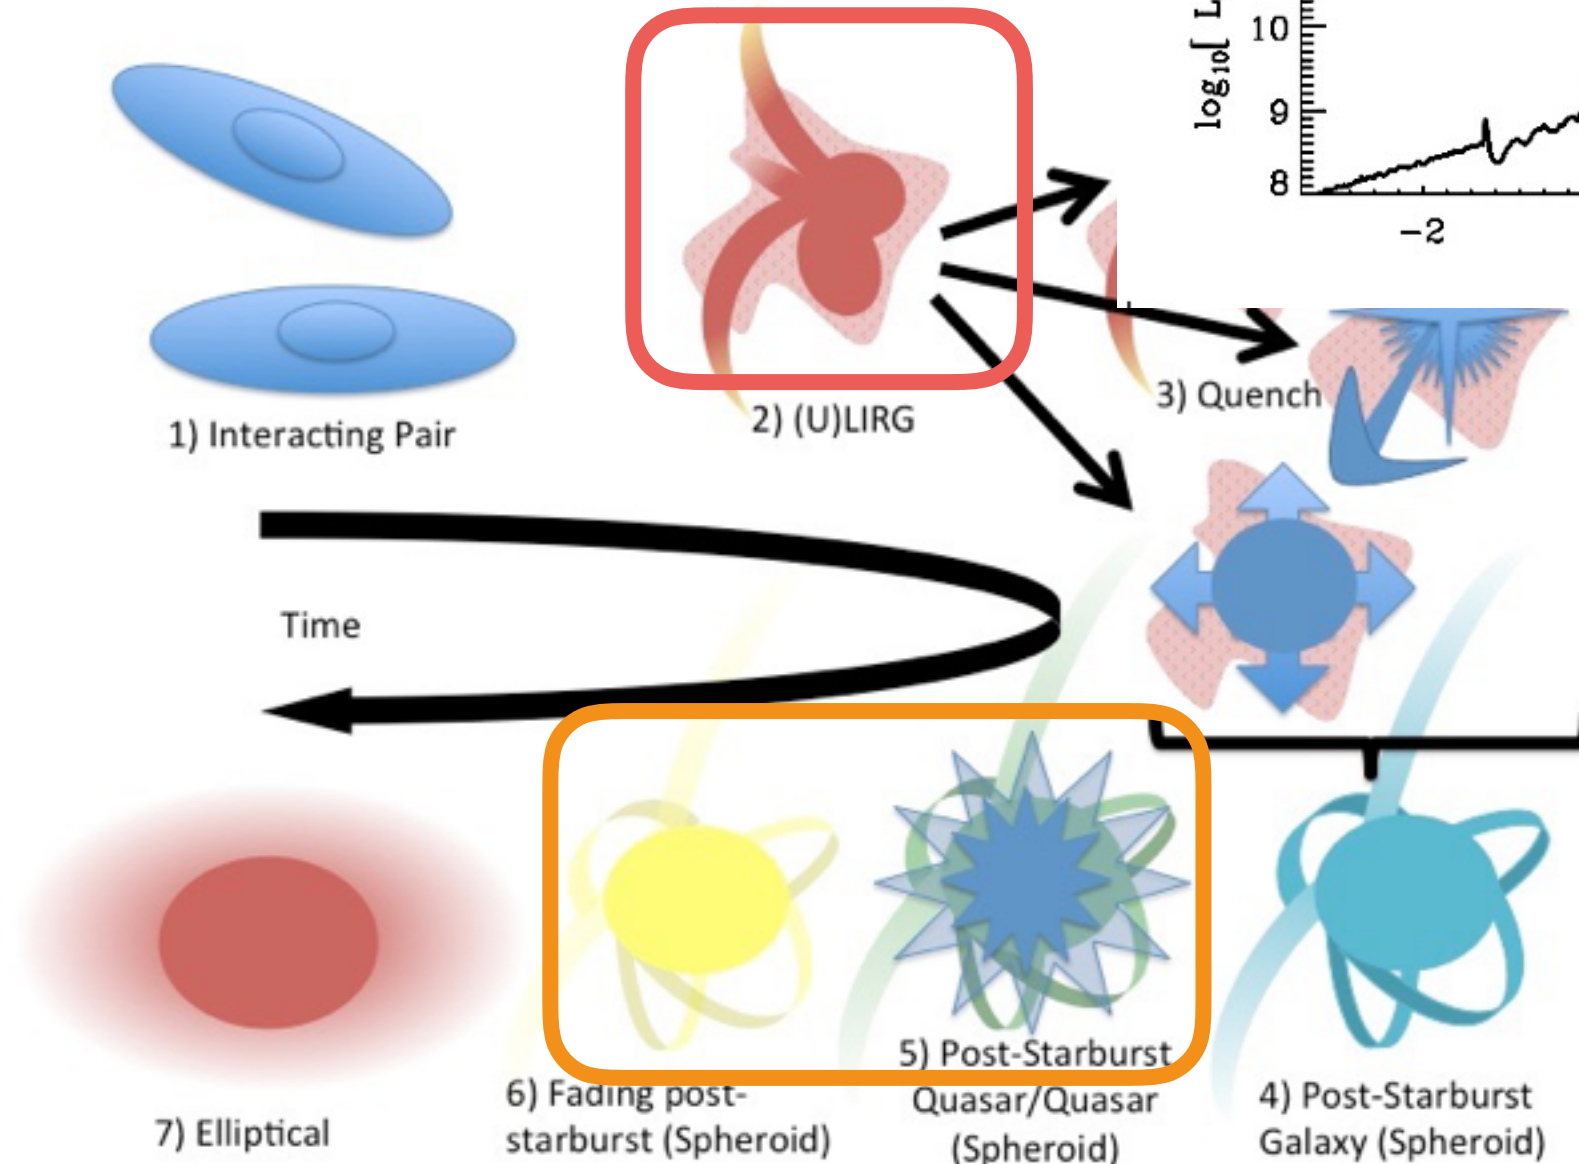 log₁₀[ L
10
9
8
−2
1) Interacting Pair
2) (U)LIRG
3) Quench
Time
7) Elliptical
6) Fading post-
starburst (Spheroid)
5) Post-Starburst
Quasar/Quasar
(Spheroid)
4) Post-Starburst
Galaxy (Spheroid)